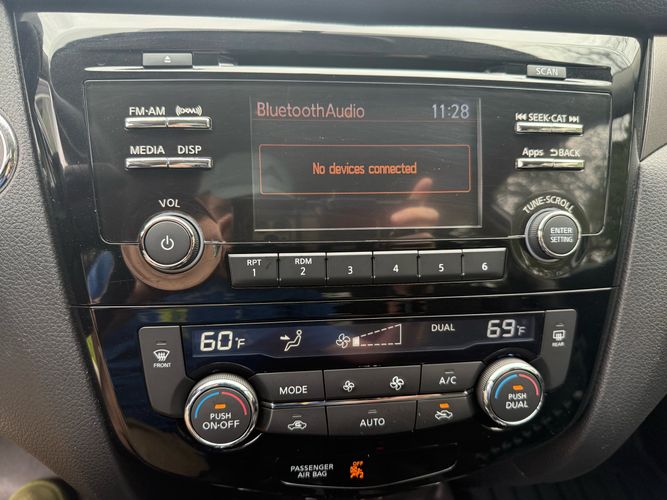 SCAN
FM·AM (XM)
BluetoothAudio 11:28
SEEK·CAT
MEDIA DISP
No devices connected
Apps BACK
VOL
TUNE·SCROLL
ENTER
SETTING
RPT
1
RDM
2
3 4 5 6
60°F
DUAL
69°F
FRONT
REAR
MODE
A/C
PUSH
ON·OFF
AUTO
PUSH
DUAL
PASSENGER
AIR BAG
OFF